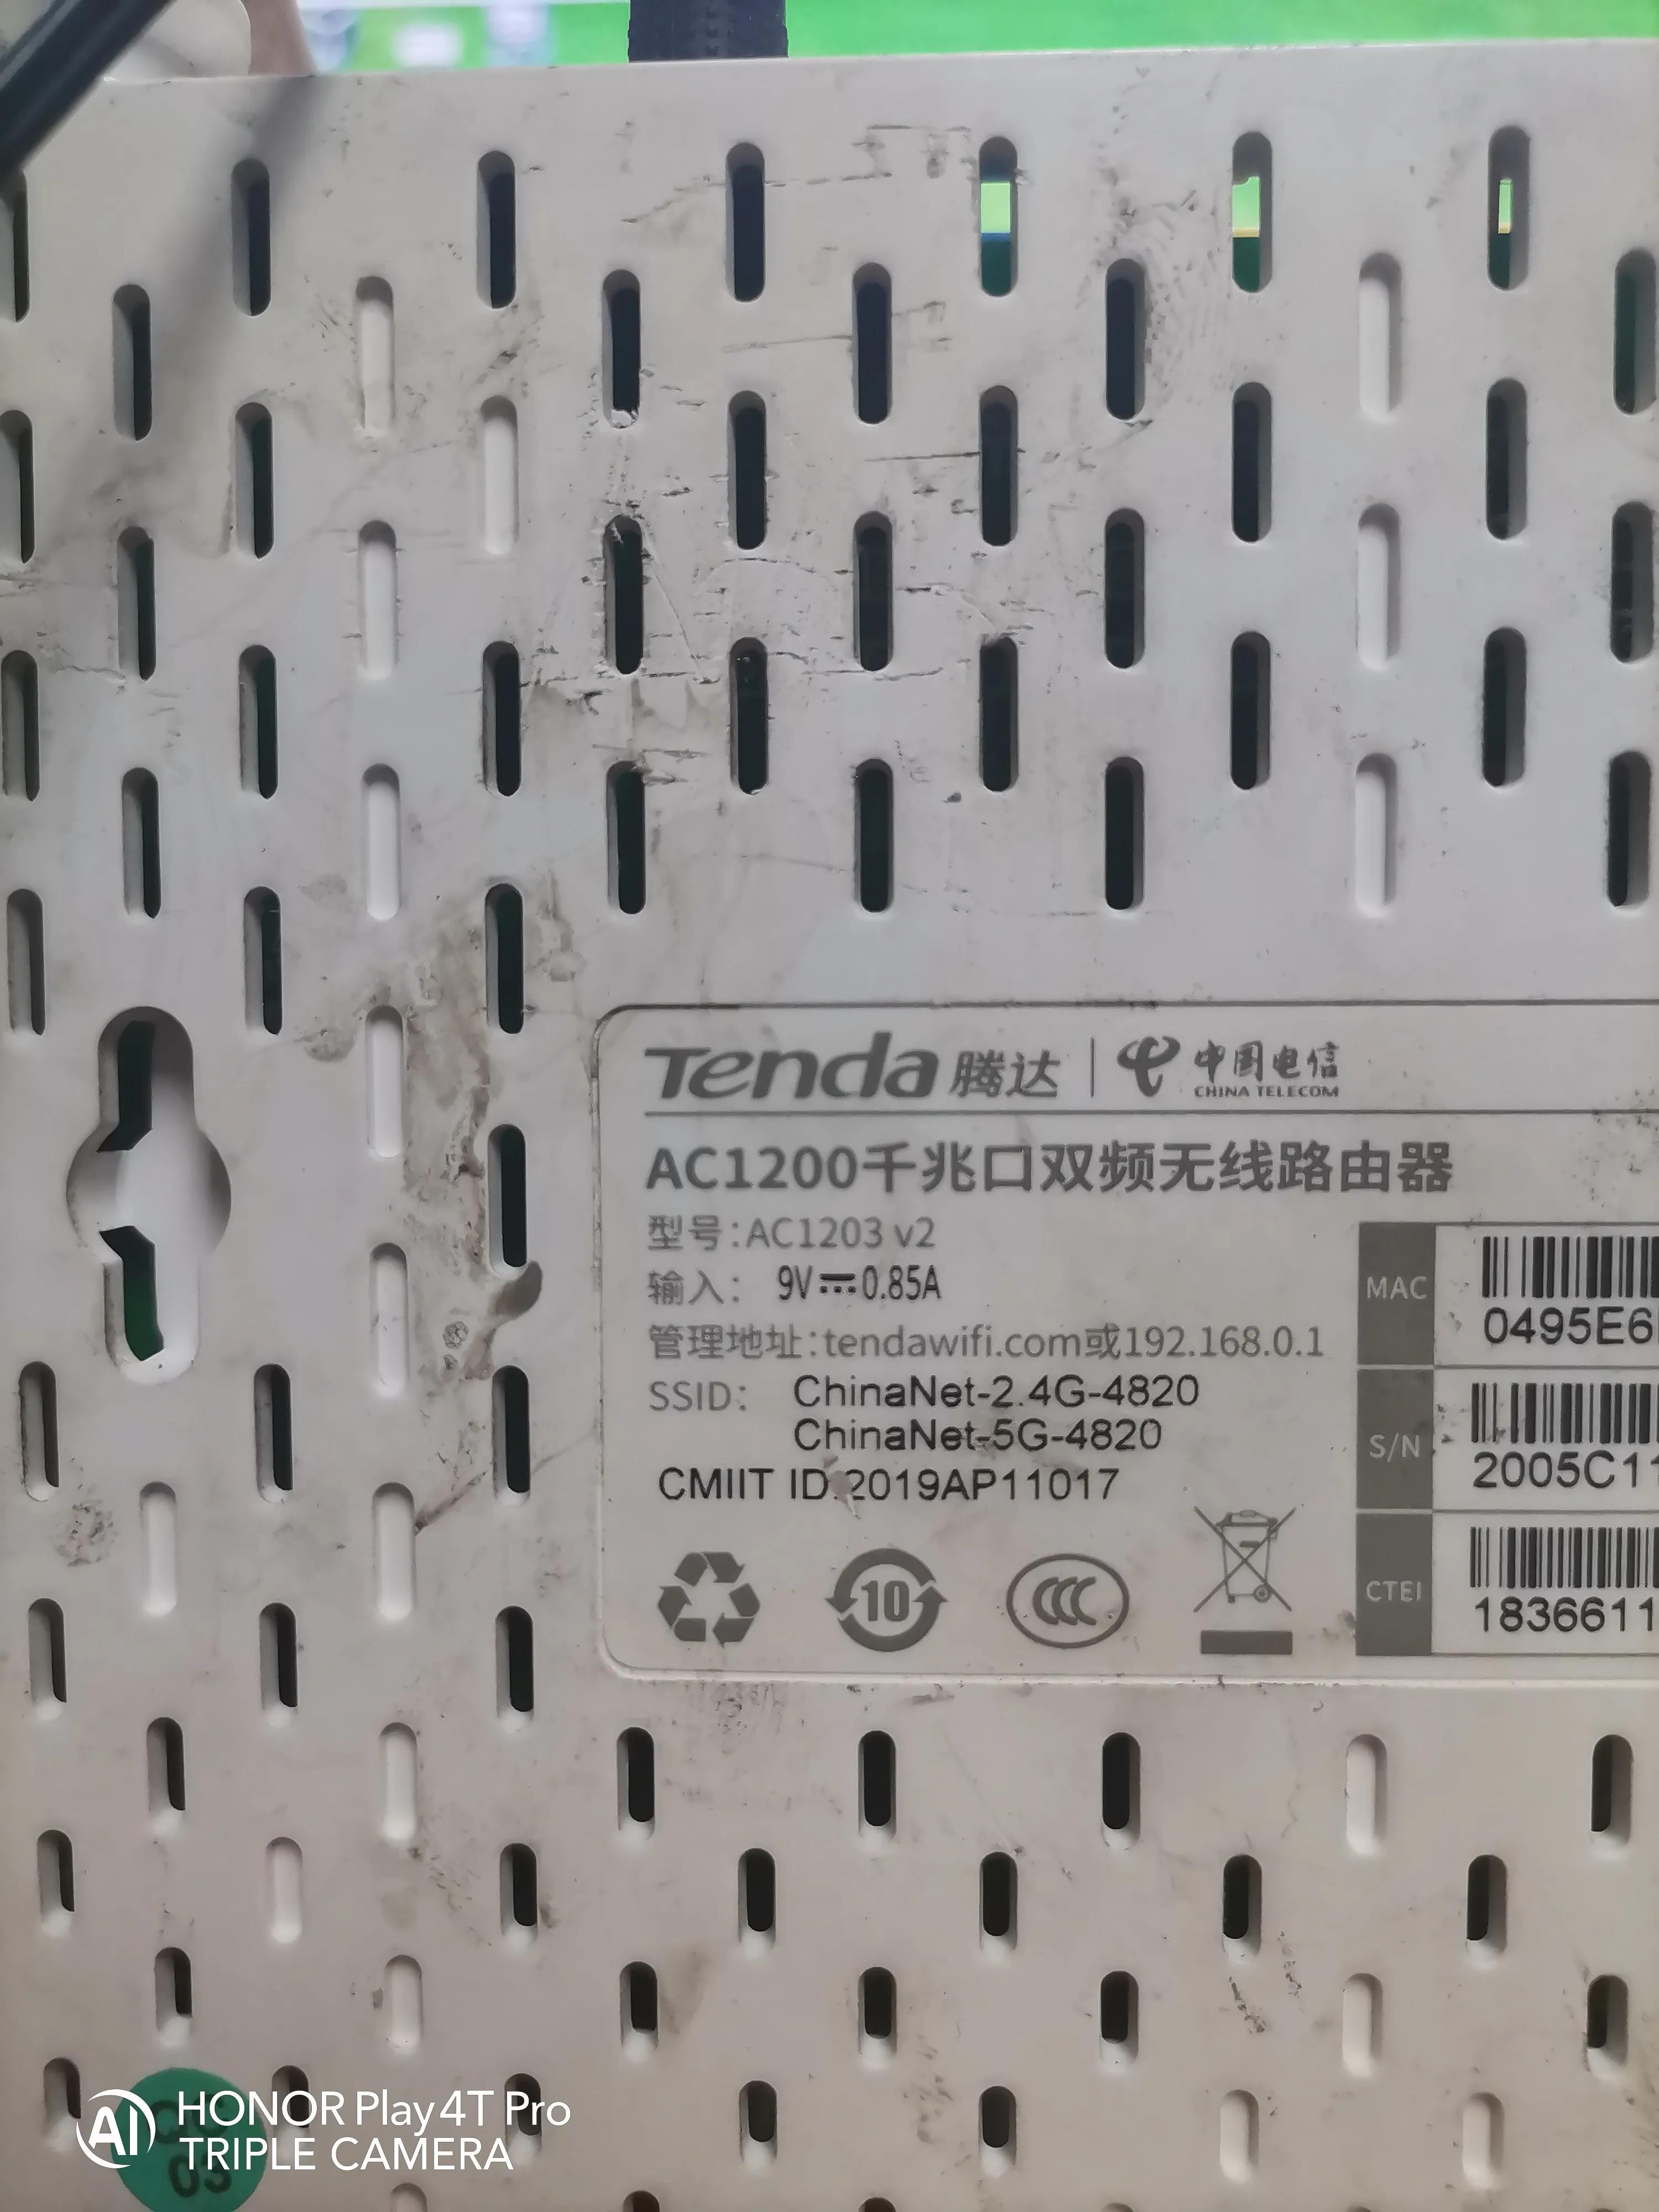 Tenda 腾达 | 中国电信
CHINA TELECOM
AC1200千兆口双频无线路由器
型号:AC1203 v2
输入: 9V⎓0.85A
管理地址:tendawifi.com或192.168.0.1
SSID: ChinaNet-2.4G-4820
ChinaNet-5G-4820
CMIIT ID:2019AP11017
10
CCC
MAC
0495E6
S/N
2005C11
CTEI
1836611
HONOR Play4T Pro
TRIPLE CAMERA
AI
03